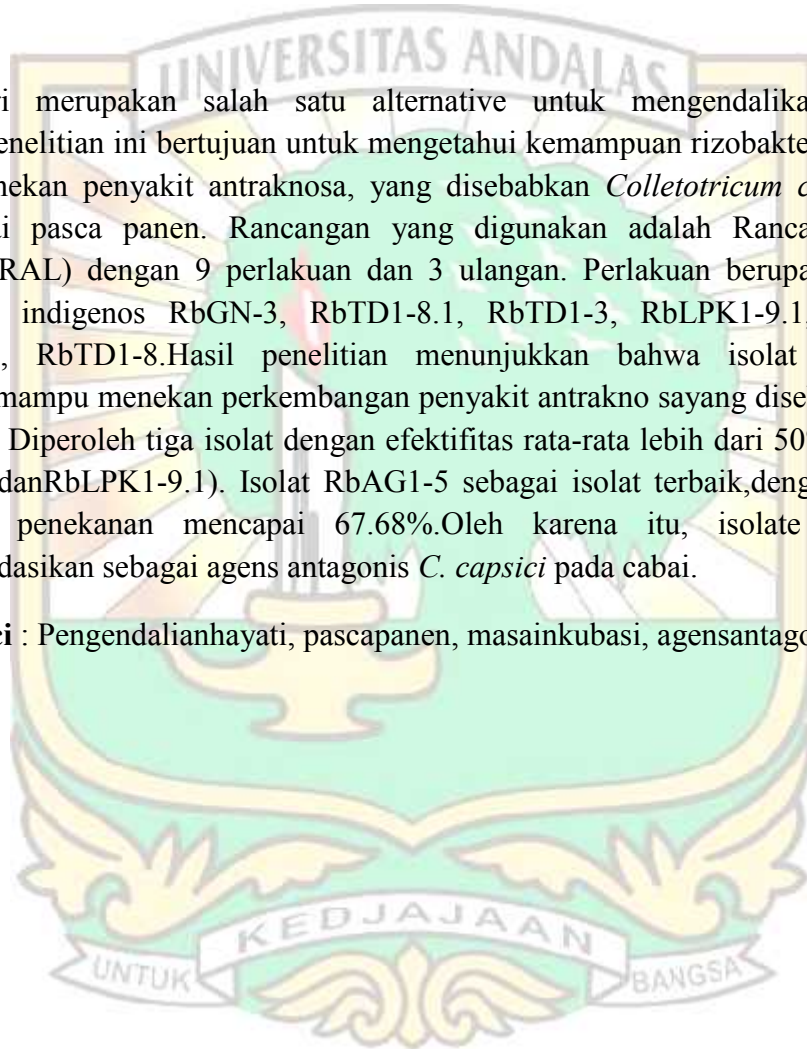 UNIVERSITAS ANDALAS
ri merupakan salah satu alternative untuk mengendalika
enelitian ini bertujuan untuk mengetahui kemampuan rizobakte
nekan penyakit antraknosa, yang disebabkan Colletotricum c
i pasca panen. Rancangan yang digunakan adalah Ranca
RAL) dengan 9 perlakuan dan 3 ulangan. Perlakuan berupa
indigenos RbGN-3, RbTD1-8.1, RbTD1-3, RbLPK1-9.1,
, RbTD1-8.Hasil penelitian menunjukkan bahwa isolat
mampu menekan perkembangan penyakit antrakno sayang dise
Diperoleh tiga isolat dengan efektifitas rata-rata lebih dari 50
danRbLPK1-9.1). Isolat RbAG1-5 sebagai isolat terbaik,deng
penekanan mencapai 67.68%.Oleh karena itu, isolate
dasikan sebagai agens antagonis C. capsici pada cabai.
ci : Pengendalianhayati, pascapanen, masainkubasi, agensantago
UNTUK KEDJAJAAN BANGSA